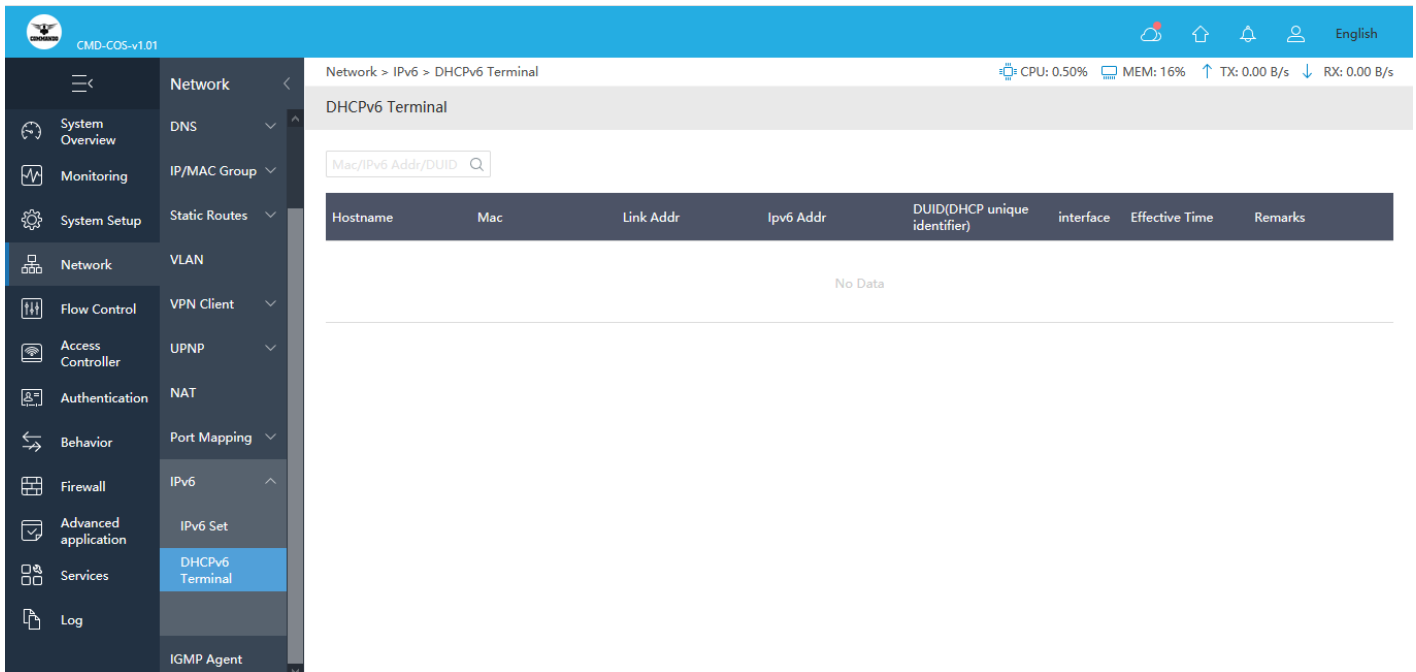 COMMANDO
CMD-COS-v1.01
English
Network
Network > IPv6 > DHCPv6 Terminal
CPU: 0.50%
MEM: 16%
TX: 0.00 B/s
RX: 0.00 B/s
DHCPv6 Terminal
System
Overview
Monitoring
System Setup
Network
Flow Control
Access
Controller
Authentication
Behavior
Firewall
Advanced
application
Services
Log
DNS
IP/MAC Group
Static Routes
VLAN
VPN Client
UPNP
NAT
Port Mapping
IPv6
IPv6 Set
DHCPv6
Terminal
IGMP Agent
Mac/IPv6 Addr/DUID
Hostname
Mac
Link Addr
Ipv6 Addr
DUID(DHCP unique
identifier)
interface
Effective Time
Remarks
No Data